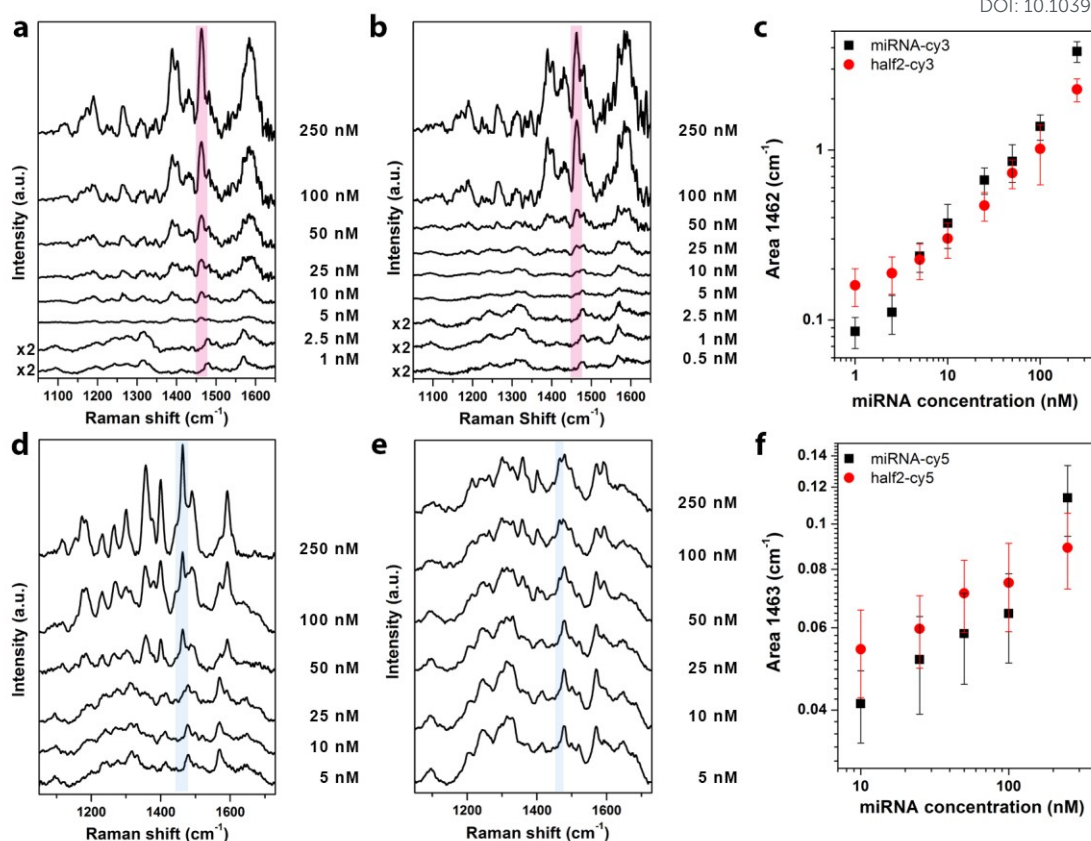 DOI: 10.1039
a
Intensity (a.u.)
250 nM
100 nM
50 nM
25 nM
10 nM
5 nM
2.5 nM
x2
1 nM
x2
1100 1200 1300 1400 1500 1600
Raman shift (cm-1)
b
Intensity (a.u.)
250 nM
100 nM
50 nM
25 nM
10 nM
5 nM
2.5 nM
x2
1 nM
x2
0.5 nM
x2
1100 1200 1300 1400 1500 1600
Raman Shift (cm-1)
c
miRNA-cy3
half2-cy3
Area 1462 (cm-1)
1
0.1
1 10 100
miRNA concentration (nM)
d
Intensity (a.u.)
250 nM
100 nM
50 nM
25 nM
10 nM
5 nM
1200 1400 1600
Raman shift (cm-1)
e
Intensity (a.u.)
250 nM
100 nM
50 nM
25 nM
10 nM
5 nM
1200 1400 1600
Raman shift (cm-1)
f
miRNA-cy5
half2-cy5
Area 1463 (cm-1)
0.14
0.12
0.1
0.08
0.06
0.04
10 100
miRNA concentration (nM)